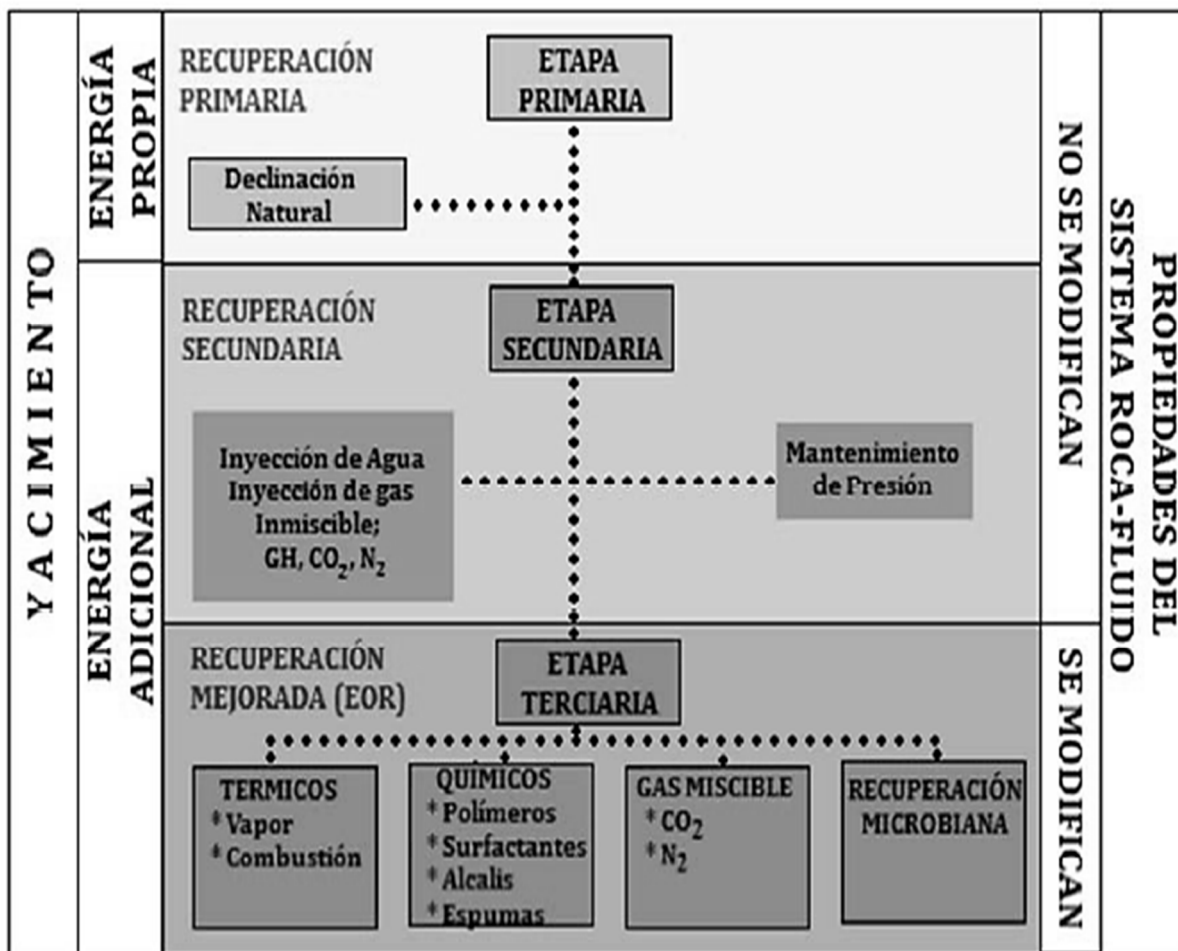 YACIMIENTO
ENERGÍA
PROPIA
RECUPERACIÓN
PRIMARIA
ETAPA
PRIMARIA
Declinación
Natural
ENERGÍA
ADICIONAL
RECUPERACIÓN
SECUNDARIA
ETAPA
SECUNDARIA
Inyección de Agua
Inyección de gas
Inmiscible;
GH, CO₂, N₂
Mantenimiento
de Presión
RECUPERACIÓN
MEJORADA (EOR)
ETAPA
TERCIARIA
TERMICOS
* Vapor
* Combustión
QUÍMICOS
* Polímeros
* Surfactantes
* Alcalis
* Espumas
GAS MISCIBLE
* CO₂
* N₂
RECUPERACIÓN
MICROBIANA
NO SE MODIFICAN
SE MODIFICAN
PROPIEDADES DEL
SISTEMA ROCA-FLUIDO